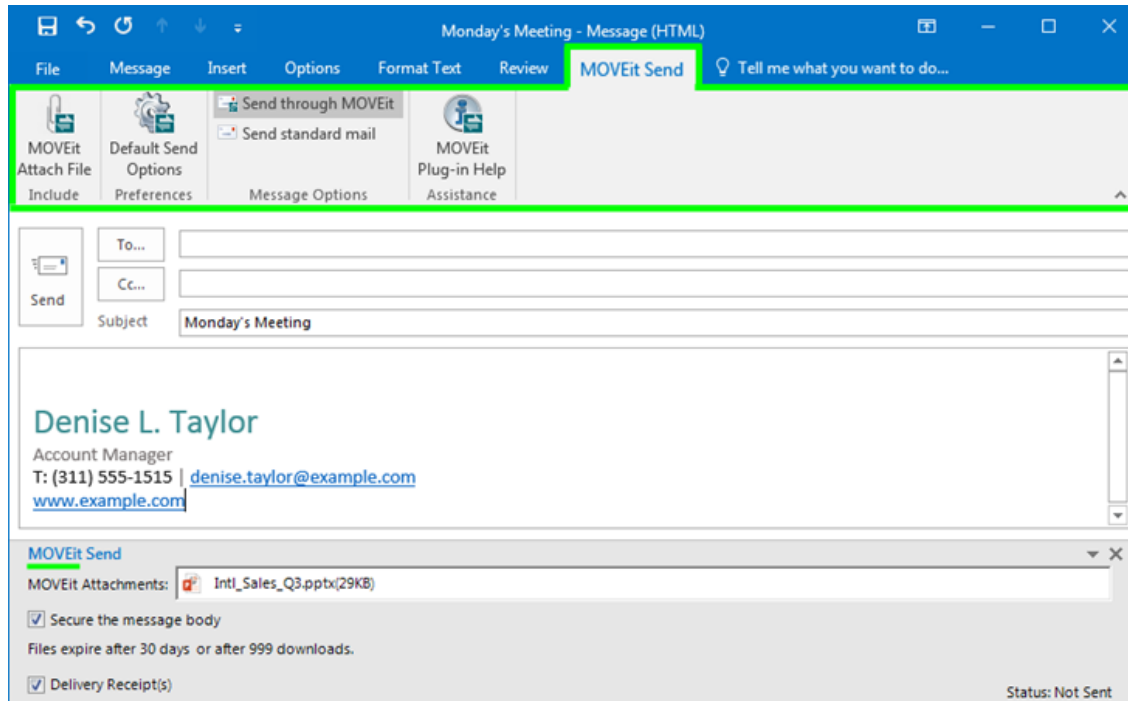 Monday's Meeting - Message (HTML)
File Message Insert Options Format Text Review MOVEit Send Tell me what you want to do...
MOVEit Attach File
Default Send Options
Send through MOVEit
Send standard mail
MOVEit Plug-in Help
Include Preferences Message Options Assistance
To...
Cc...
Send
Subject Monday's Meeting
Denise L. Taylor
Account Manager
T: (311) 555-1515 | denise.taylor@example.com
www.example.com
MOVEit Send
MOVEit Attachments: Intl_Sales_Q3.pptx(29KB)
Secure the message body
Files expire after 30 days or after 999 downloads.
Delivery Receipt(s)
Status: Not Sent